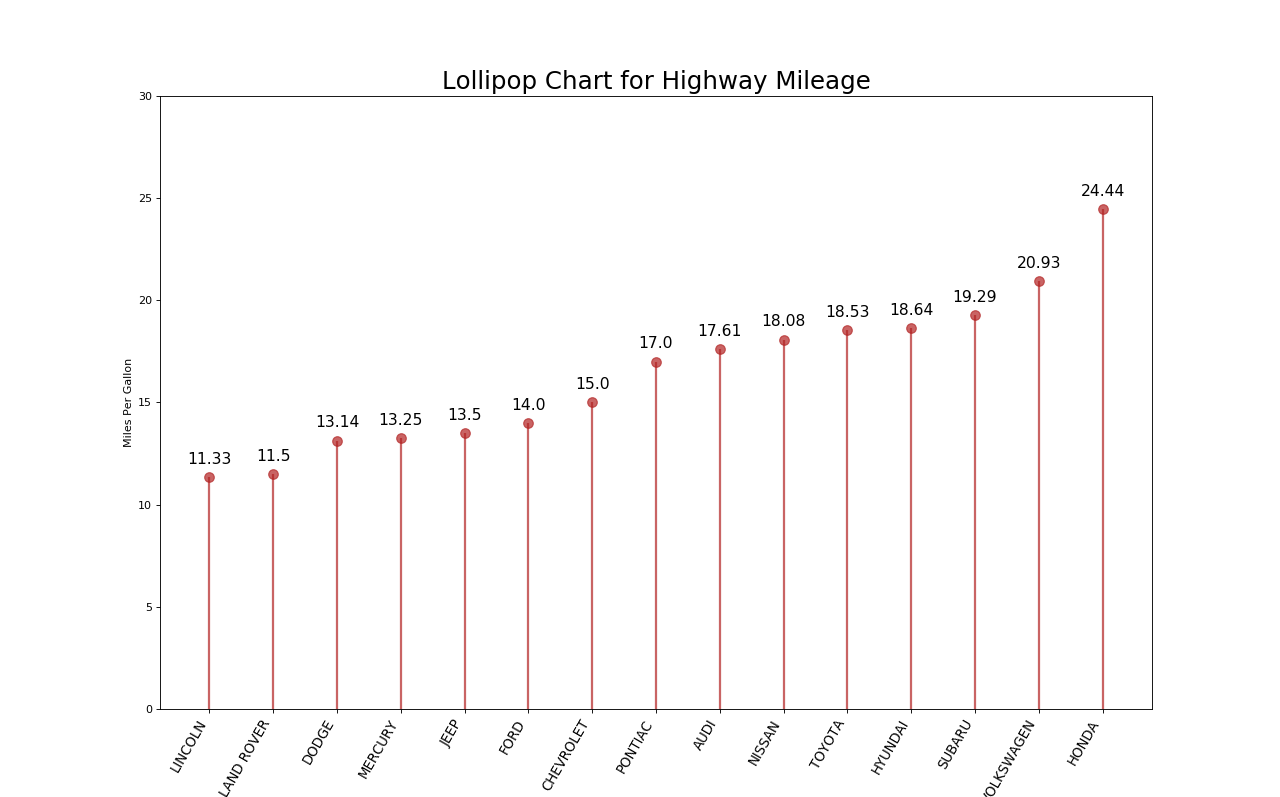 Lollipop Chart for Highway Mileage
30
25
20
15
10
5
0
Miles Per Gallon
11.33
11.5
13.14
13.25
13.5
14.0
15.0
17.0
17.61
18.08
18.53
18.64
19.29
20.93
24.44
LINCOLN
LAND ROVER
DODGE
MERCURY
JEEP
FORD
CHEVROLET
PONTIAC
AUDI
NISSAN
TOYOTA
HYUNDAI
SUBARU
OLKSWAGEN
HONDA